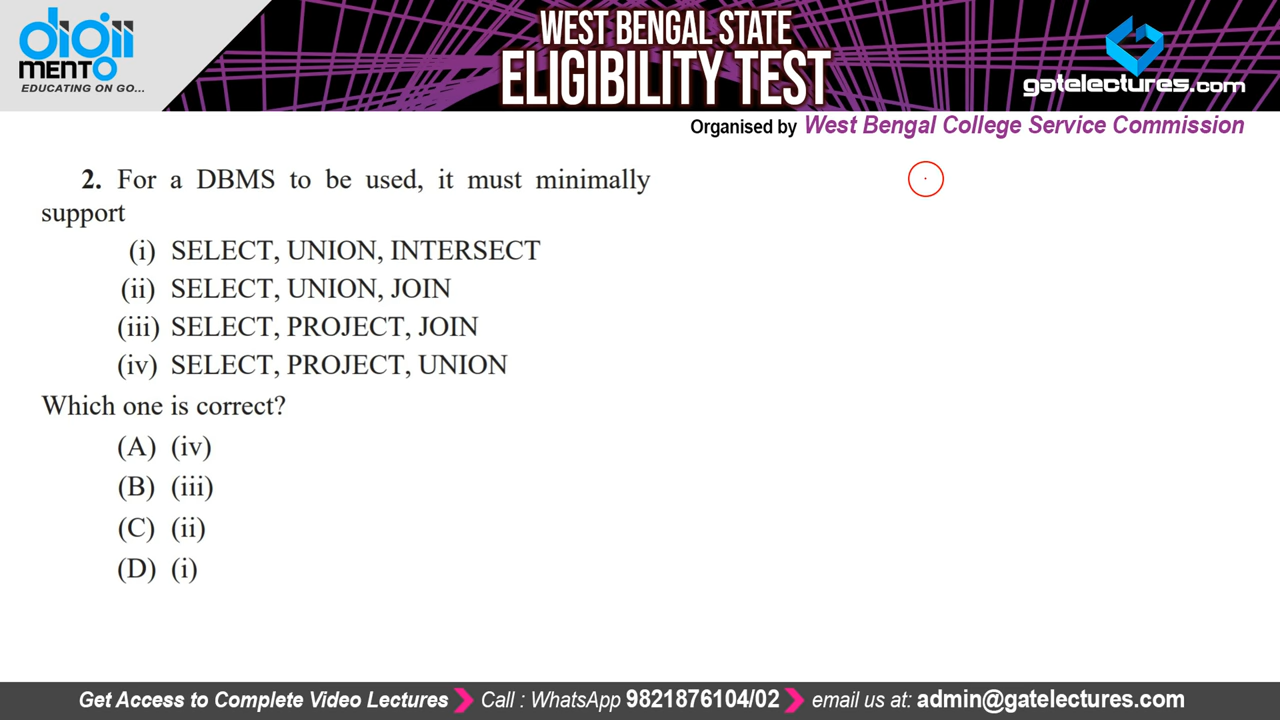 digii
MENTO
EDUCATING ON GO...
WEST BENGAL STATE
ELIGIBILITY TEST
gatelectures.com
Organised by West Bengal College Service Commission
2. For a DBMS to be used, it must minimally
support
(i) SELECT, UNION, INTERSECT
(ii) SELECT, UNION, JOIN
(iii) SELECT, PROJECT, JOIN
(iv) SELECT, PROJECT, UNION
Which one is correct?
(A) (iv)
(B) (iii)
(C) (ii)
(D) (i)
Get Access to Complete Video Lectures Call : WhatsApp 9821876104/02 email us at: admin@gatelectures.com